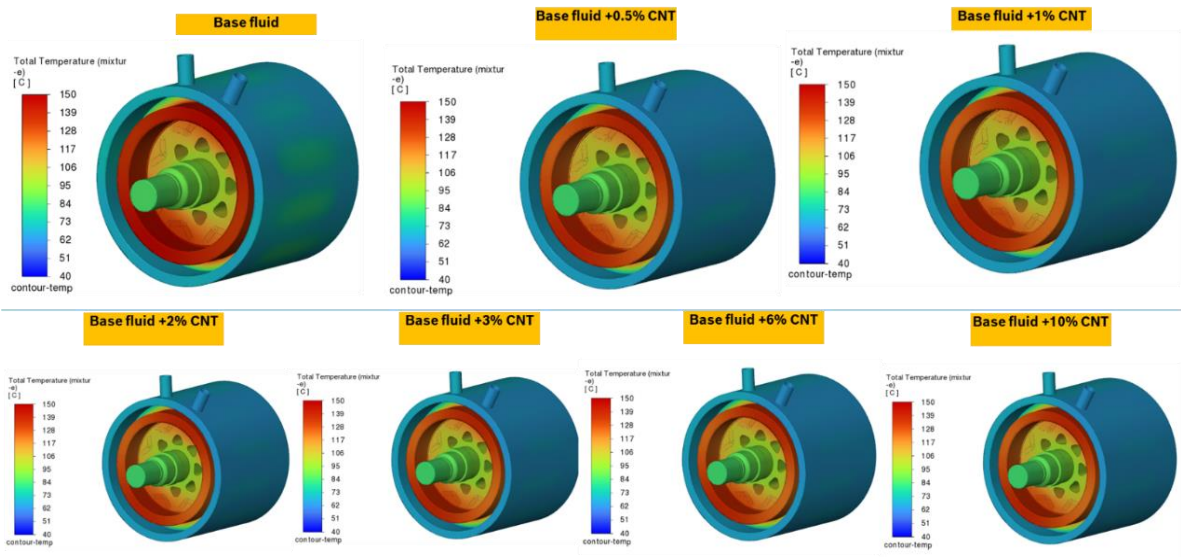 Base fluid
Total Temperature (mixtur
-e)
[ C ]
150
139
128
117
106
95
84
73
62
51
40
contour-temp
Base fluid +0.5% CNT
Total Temperature (mixtur
-e)
[ C ]
150
139
128
117
106
95
84
73
62
51
40
contour-temp
Base fluid +1% CNT
Total Temperature (mixtur
-e)
[ C ]
150
139
128
117
106
95
84
73
62
51
40
contour-temp
Base fluid +2% CNT
Total Temperature (mixtur
-e)
[ C ]
150
139
128
117
106
95
84
73
62
51
40
contour-temp
Base fluid +3% CNT
Total Temperature (mixtur
-e)
[ C ]
150
139
128
117
106
95
84
73
62
51
40
contour-temp
Base fluid +6% CNT
Total Temperature (mixtur
-e)
[ C ]
150
139
128
117
106
95
84
73
62
51
40
contour-temp
Base fluid +10% CNT
Total Temperature (mixtur
-e)
[ C ]
150
139
128
117
106
95
84
73
62
51
40
contour-temp